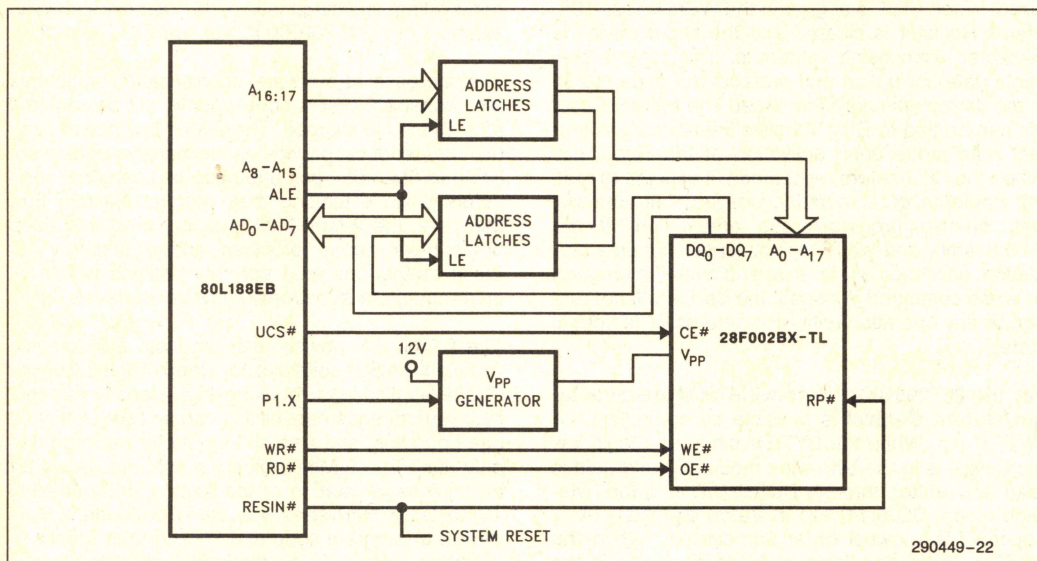 A16:17
ADDRESS
LATCHES
LE
A8–A15
ALE
AD0–AD7
ADDRESS
LATCHES
LE
80L188EB
DQ0–DQ7 A0–A17
UCS#
CE#
28F002BX-TL
12V
VPP
GENERATOR
VPP
P1.X
RP#
WR#
WE#
RD#
OE#
RESIN#
SYSTEM RESET
290449–22